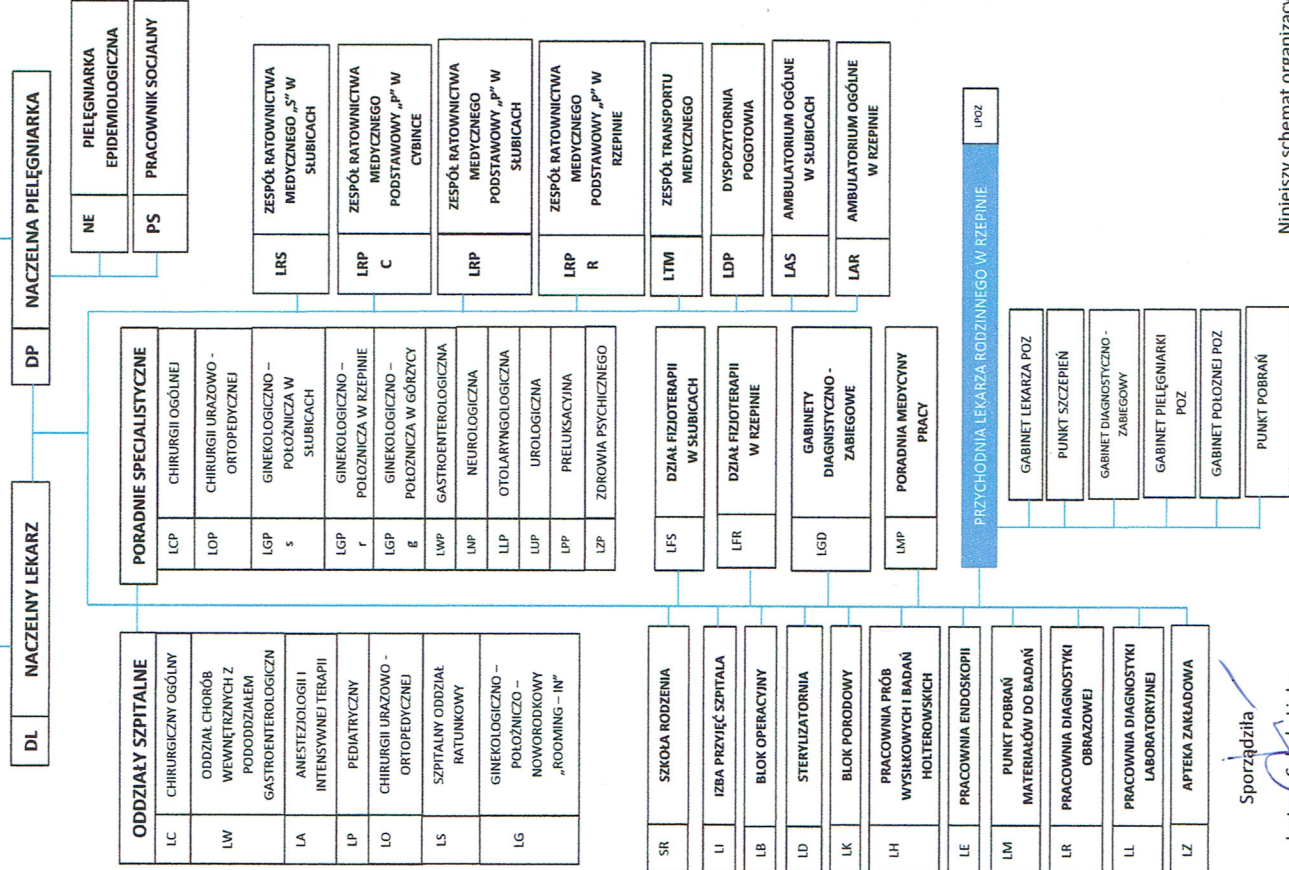 DL
NACZELNY LEKARZ
DP
NACZELNA PIELĘGNIARKA
NE
PIELĘGNIARKA
EPIDEMIOLOGICZNA
PS
PRACOWNIK SOCJALNY
ODDZIAŁY SZPITALNE
LC
CHIRURGICZNY OGÓLNY
LW
ODDZIAŁ CHORÓB
WEWNĘTRZNYCH Z
PODODDZIAŁEM
GASTROENTEROLOGICZN
LA
ANESTEZJOLOGII I
INTENSYWNEJ TERAPII
LP
PEDIATRYCZNY
LO
CHIRURGII URAZOWO -
ORTOPEDYCZNEJ
LS
SZPITALNY ODDZIAŁ
RATUNKOWY
LG
GINEKOLOGICZNO –
POŁOŻNICZO –
NOWORODKOWY
„ROOMING – IN"
PORADNIE SPECJALISTYCZNE
LCP
CHIRURGII OGÓLNEJ
LOP
CHIRURGII URAZOWO -
ORTOPEDYCZNEJ
LGP
s
GINEKOLOGICZNO –
POŁOŻNICZA W
SŁUBICACH
LGP
r
GINEKOLOGICZNO –
POŁOŻNICZA W RZEPINIE
LGP
g
GINEKOLOGICZNO –
POŁOŻNICZA W GÓRZYCY
LWP
GASTROENTEROLOGICZNA
LNP
NEUROLOGICZNA
LLP
OTOLARYNGOLOGICZNA
LUP
UROLOGICZNA
LPP
PRELUKSACYJNA
LZP
ZDROWIA PSYCHICZNEGO
LRS
ZESPÓŁ RATOWNICTWA
MEDYCZNEGO „S" W
SŁUBICACH
LRP
C
ZESPÓŁ RATOWNICTWA
MEDYCZNEGO
PODSTAWOWY „P" W
CYBINCE
LRP
ZESPÓŁ RATOWNICTWA
MEDYCZNEGO
PODSTAWOWY „P" W
SŁUBICACH
LRP
R
ZESPÓŁ RATOWNICTWA
MEDYCZNEGO
PODSTAWOWY „P" W
RZEPINIE
LTM
ZESPÓŁ TRANSPORTU
MEDYCZNEGO
LDP
DYSPOZYTORNIA
POGOTOWIA
LAS
AMBULATORIUM OGÓLNE
W SŁUBICACH
LAR
AMBULATORIUM OGÓLNE
W RZEPINIE
SR
SZKOŁA RODZENIA
LI
IZBA PRZYJĘĆ SZPITALA
LB
BLOK OPERACYJNY
LD
STERYLIZATORNIA
LK
BLOK PORODOWY
LH
PRACOWNIA PRÓB
WYSIŁKOWYCH I BADAŃ
HOLTEROWSKICH
LE
PRACOWNIA ENDOSKOPII
LM
PUNKT POBRAŃ
MATERIAŁÓW DO BADAŃ
LR
PRACOWNIA DIAGNOSTYKI
OBRAZOWEJ
LL
PRACOWNIA DIAGNOSTYKI
LABORATORYJNEJ
LZ
APTEKA ZAKŁADOWA
LFS
DZIAŁ FIZJOTERAPII
W SŁUBICACH
LFR
DZIAŁ FIZJOTERAPII
W RZEPINIE
LGD
GABINETY
DIAGNISTYCZNO -
ZABIEGOWE
LMP
PORADNIA MEDYCYNY
PRACY
PRZYCHODNIA LEKARZA RODZINNEGO W RZEPINIE
LPOZ
GABINET LEKARZA POZ
PUNKT SZCZEPIEŃ
GABINET DIAGNOSTYCZNO -
ZABIEGOWY
GABINET PIELĘGNIARKI
POZ
GABINET POŁOZNEJ POZ
PUNKT POBRAŃ
Sporządziła
Niniejszy schemat organizacy